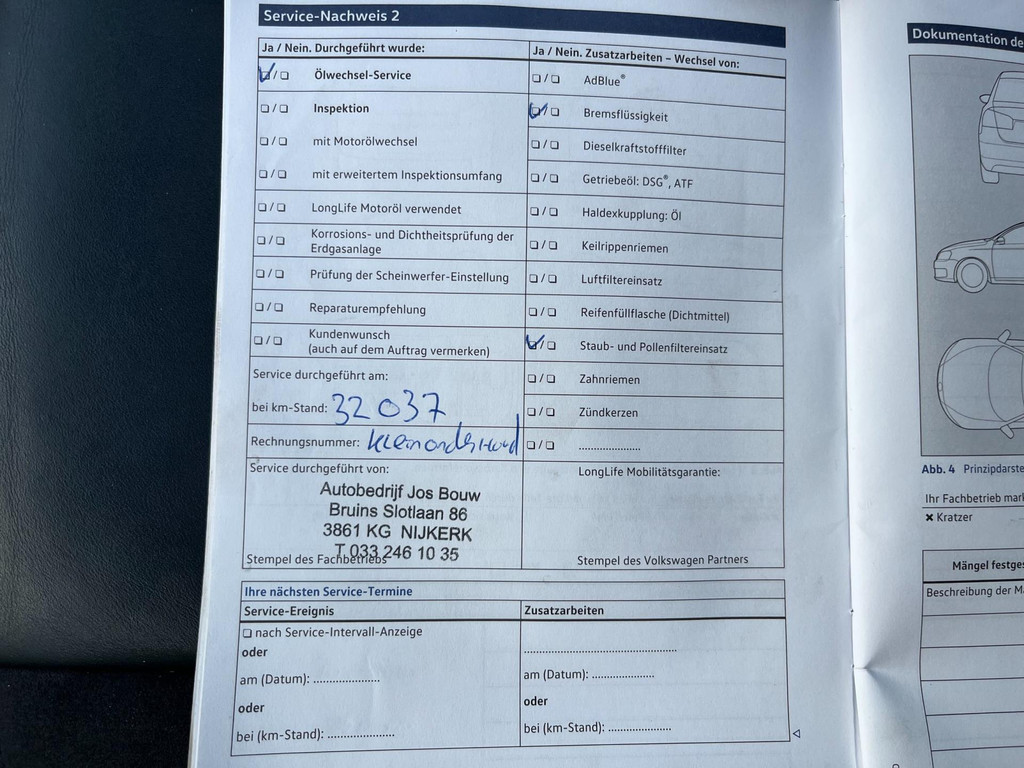 Service-Nachweis 2
Ja / Nein. Durchgeführt wurde:
☑/☐ Ölwechsel-Service
☐/☐ Inspektion
☐/☐ mit Motorölwechsel
☐/☐ mit erweitertem Inspektionsumfang
☐/☐ LongLife Motoröl verwendet
☐/☐ Korrosions- und Dichtheitsprüfung der
Erdgasanlage
☐/☐ Prüfung der Scheinwerfer-Einstellung
☐/☐ Reparaturempfehlung
☐/☐ Kundenwunsch
(auch auf dem Auftrag vermerken)
Service durchgeführt am:
bei km-Stand: 32 037
Rechnungsnummer:
Service durchgeführt von:
Autobedrijf Jos Bouw
Bruins Slotlaan 86
3861 KG NIJKERK
T 033 246 10 35
Stempel des Fachbetriebs
Ja / Nein. Zusatzarbeiten – Wechsel von:
☐/☐ AdBlue®
☑/☐ Bremsflüssigkeit
☐/☐ Dieselkraftstofffilter
☐/☐ Getriebeöl: DSG®, ATF
☐/☐ Haldexkupplung: Öl
☐/☐ Keilrippenriemen
☐/☐ Luftfiltereinsatz
☐/☐ Reifenfüllflasche (Dichtmittel)
☑/☐ Staub- und Pollenfiltereinsatz
☐/☐ Zahnriemen
☐/☐ Zündkerzen
☐/☐ .....................
LongLife Mobilitätsgarantie:
Stempel des Volkswagen Partners
Ihre nächsten Service-Termine
Service-Ereignis
☐ nach Service-Intervall-Anzeige
oder
am (Datum): .....................
oder
bei (km-Stand): .....................
Zusatzarbeiten
..................................................
am (Datum): .....................
oder
bei (km-Stand): .....................
Dokumentation de
Abb. 4 Prinzipdarste
Ihr Fachbetrieb mar
× Kratzer
Mängel festges
Beschreibung der M